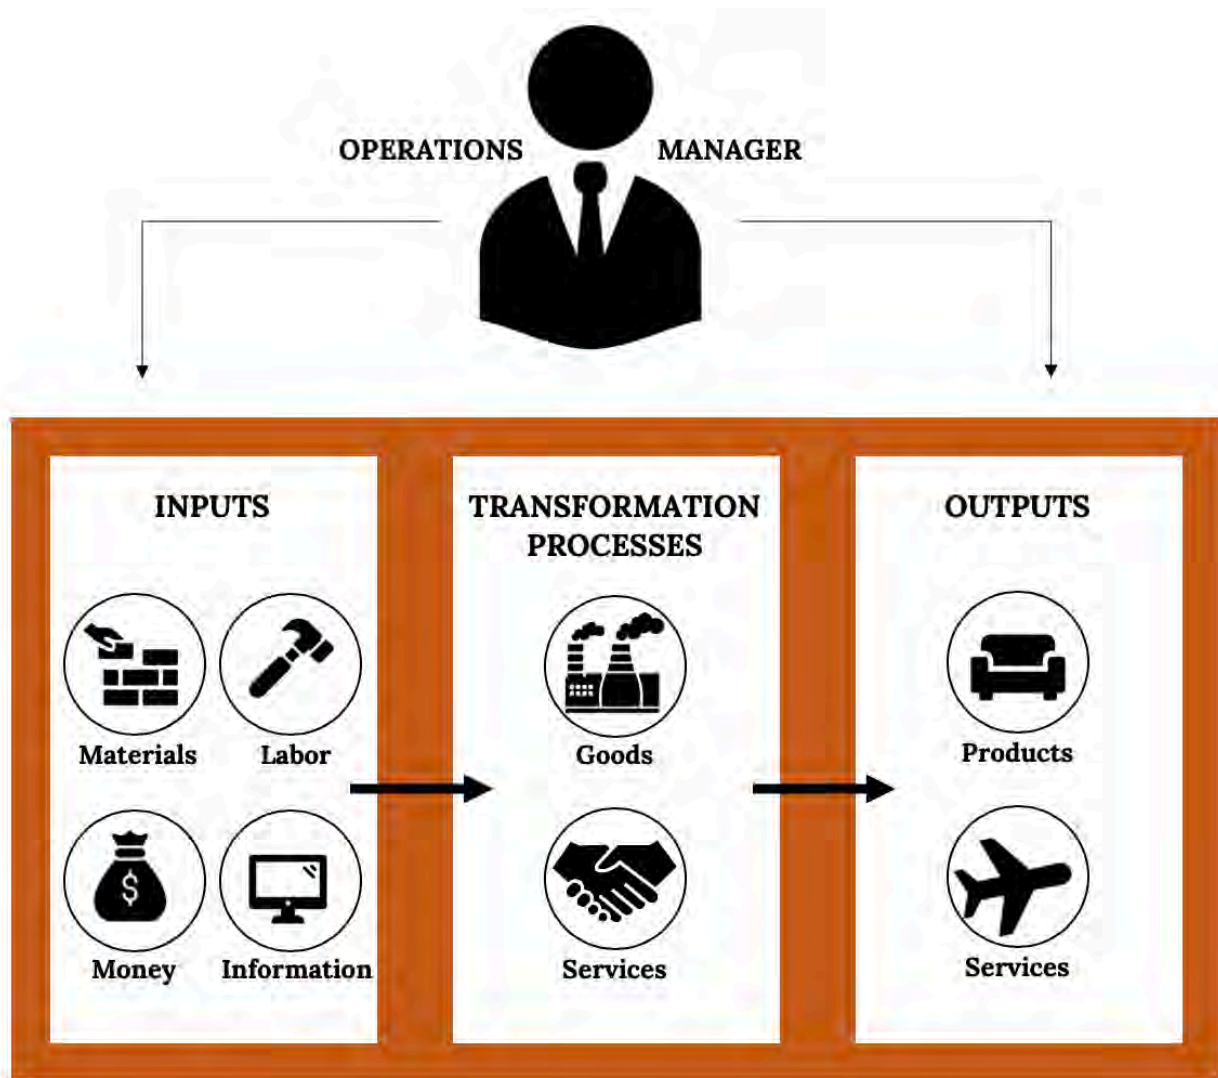 OPERATIONS MANAGER
INPUTS
Materials
Labor
Money
Information
TRANSFORMATION
PROCESSES
Goods
Services
OUTPUTS
Products
Services
$